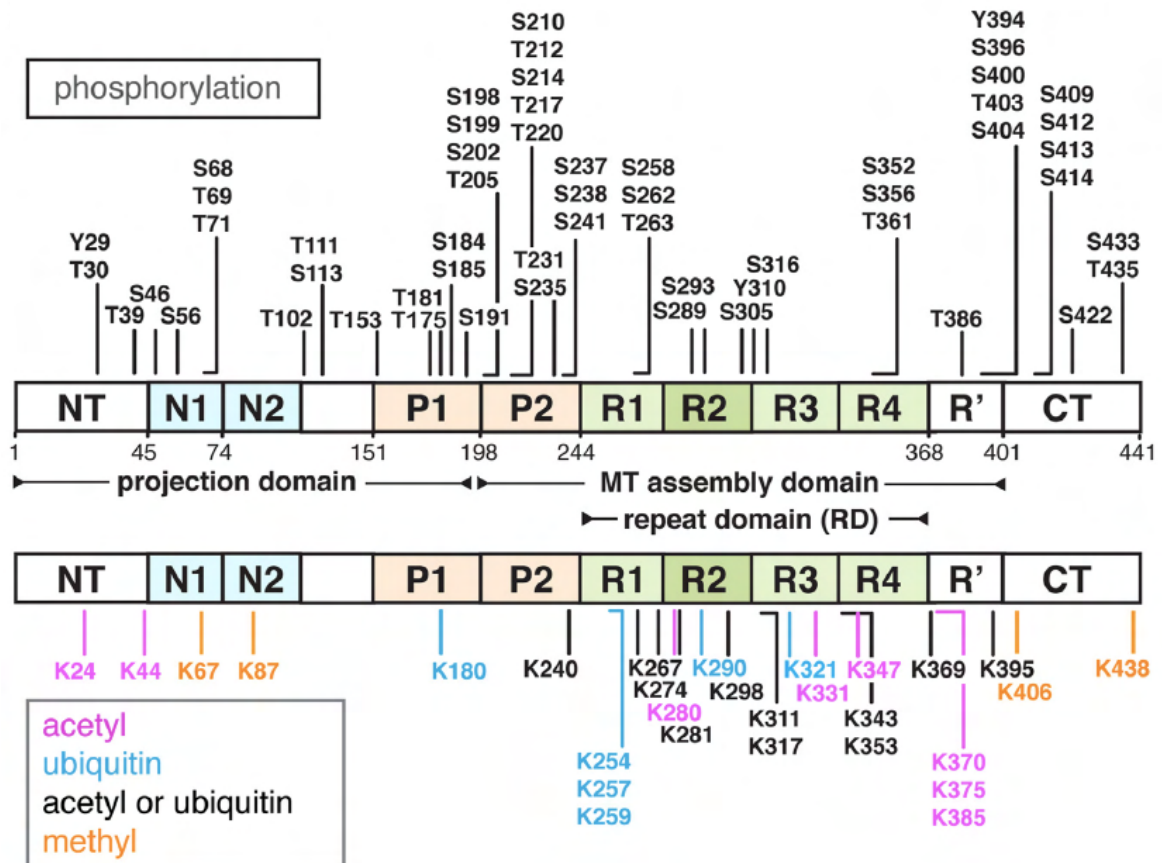 phosphorylation
Y29
T30
T39
S46
S56
S68
T69
T71
T102
T111
S113
T153
T181
T175
S184
S185
S191
S198
S199
S202
T205
S210
T212
S214
T217
T220
T231
S235
S237
S238
S241
S258
S262
T263
S293
S289
S316
Y310
S305
S352
S356
T361
T386
Y394
S396
S400
T403
S404
S409
S412
S413
S414
S422
S433
T435
NT N1 N2 P1 P2 R1 R2 R3 R4 R' CT
1 45 74 151 198 244 368 401 441
projection domain MT assembly domain
repeat domain (RD)
NT N1 N2 P1 P2 R1 R2 R3 R4 R' CT
K24
K44
K67
K87
K180
K240
K254
K257
K259
K267
K274
K280
K281
K290
K298
K311
K317
K321
K331
K347
K343
K353
K369
K370
K375
K385
K395
K406
K438
acetyl
ubiquitin
acetyl or ubiquitin
methyl